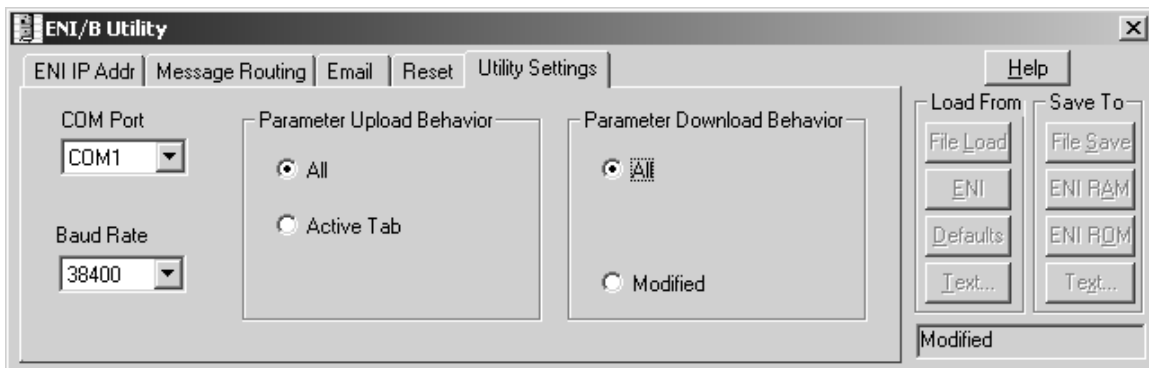 ENI/B Utility
ENI IP Addr
Message Routing
Email
Reset
Utility Settings
Help
COM Port
COM1
Baud Rate
38400
Parameter Upload Behavior
All
Active Tab
Parameter Download Behavior
All
Modified
Load From
File Load
ENI
Defaults
Text...
Save To
File Save
ENI RAM
ENI ROM
Text...
Modified